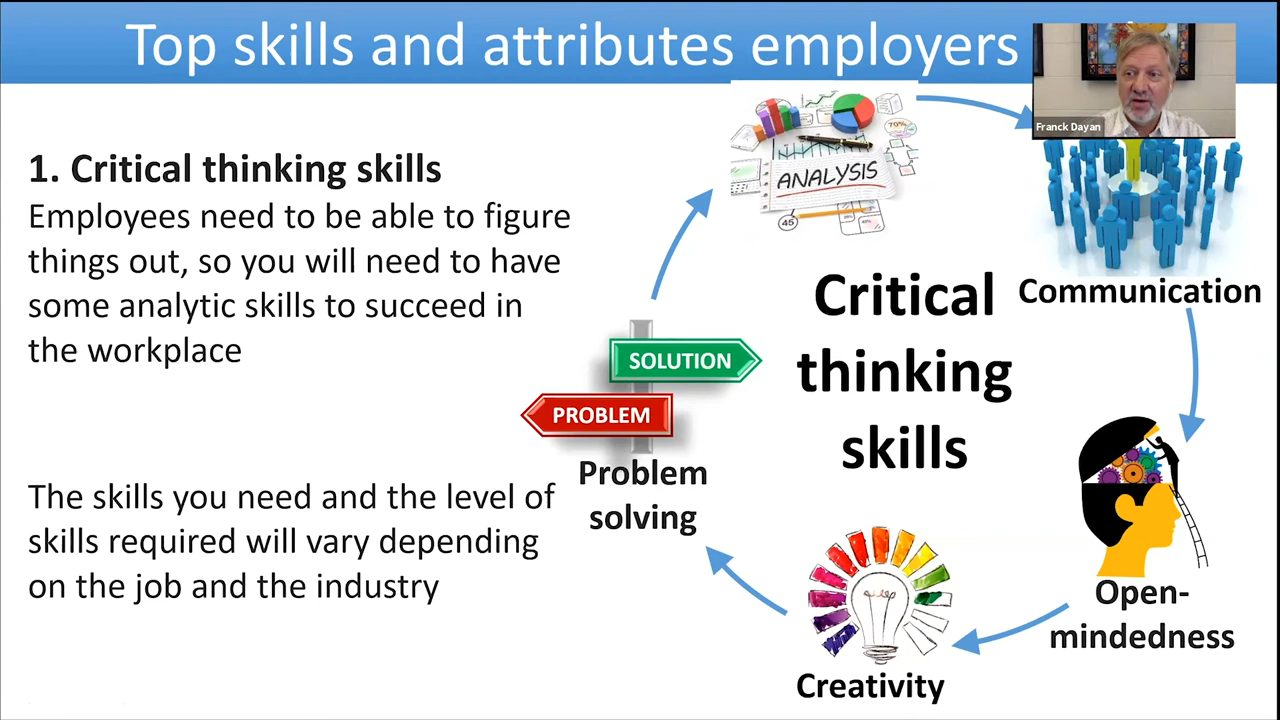 Top skills and attributes employers
Franck Dayan
1. Critical thinking skills
Employees need to be able to figure
things out, so you will need to have
some analytic skills to succeed in
the workplace
The skills you need and the level of
skills required will vary depending
on the job and the industry
70%
ANALYSIS
45
Communication
Critical
thinking
skills
SOLUTION
PROBLEM
Problem
solving
Open-
mindedness
Creativity